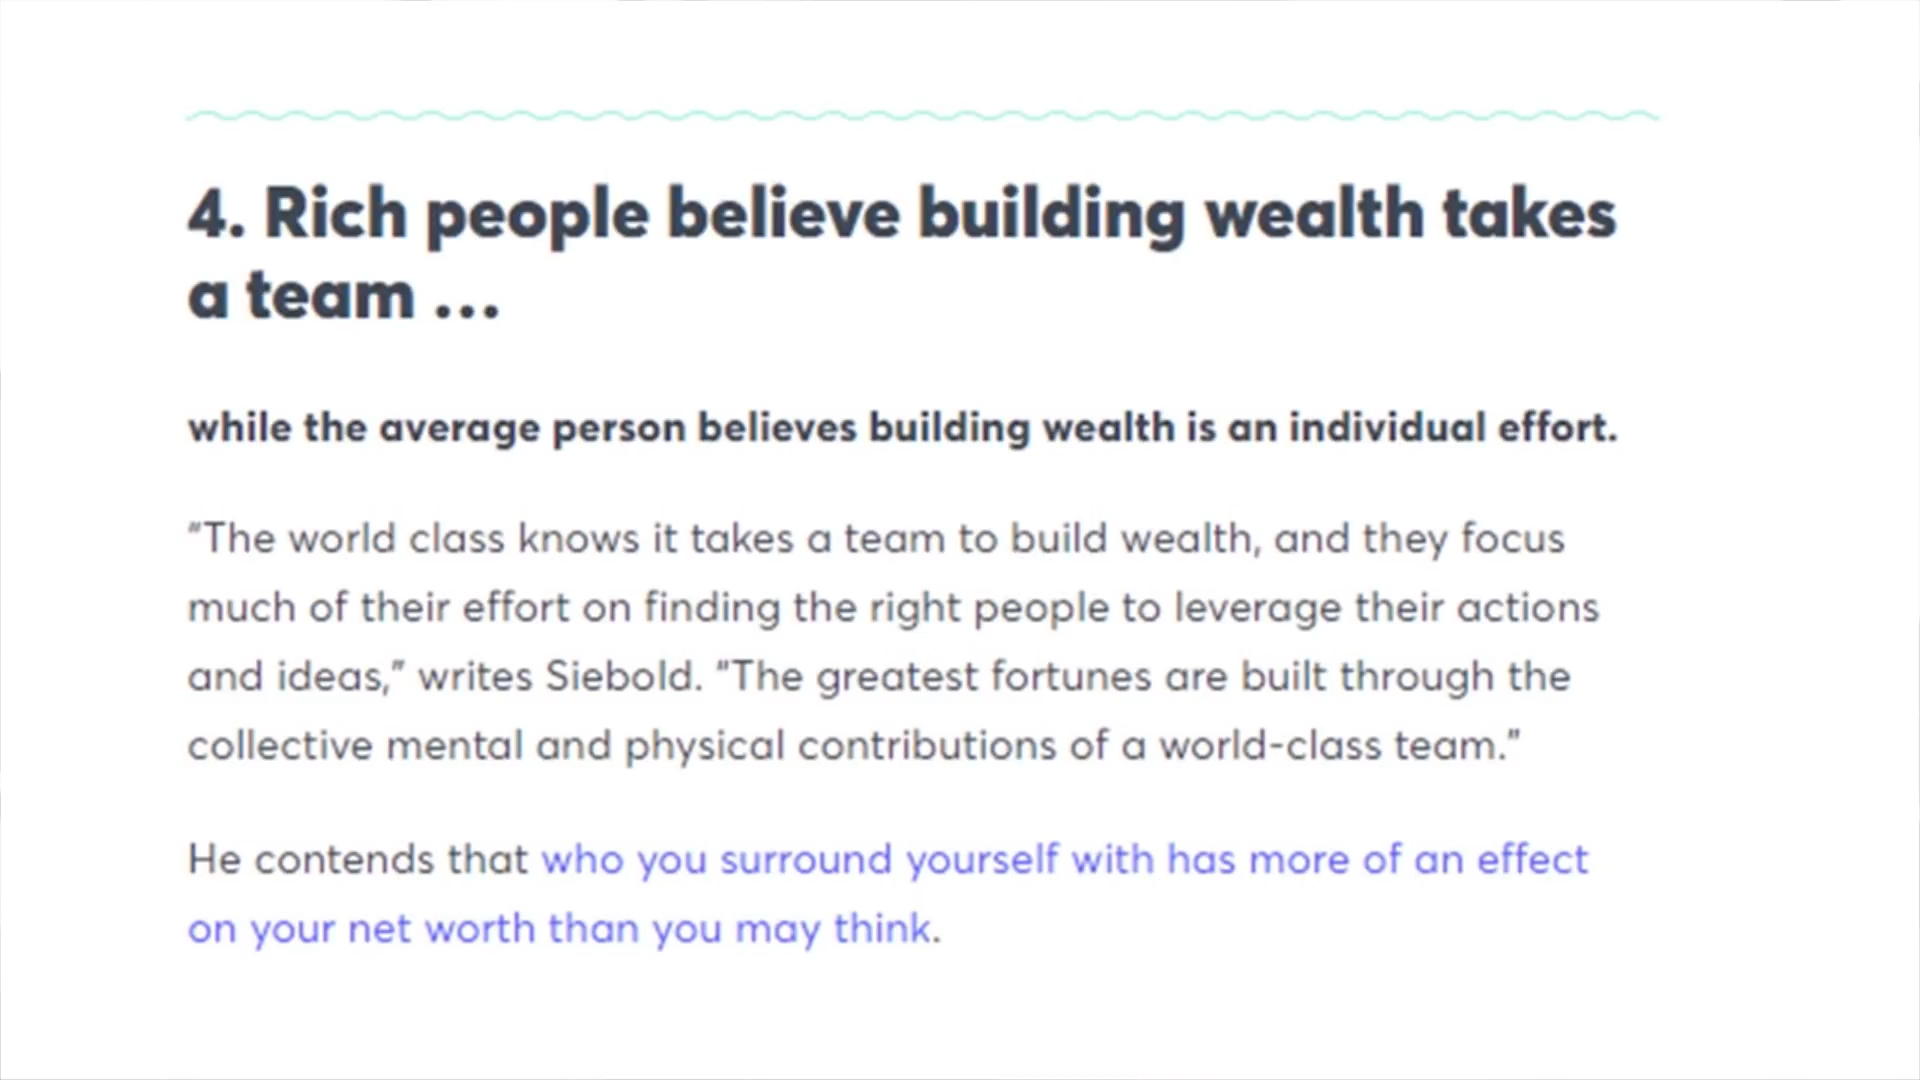 4. Rich people believe building wealth takes
a team ...
while the average person believes building wealth is an individual effort.
"The world class knows it takes a team to build wealth, and they focus
much of their effort on finding the right people to leverage their actions
and ideas," writes Siebold. "The greatest fortunes are built through the
collective mental and physical contributions of a world-class team."
He contends that who you surround yourself with has more of an effect
on your net worth than you may think.